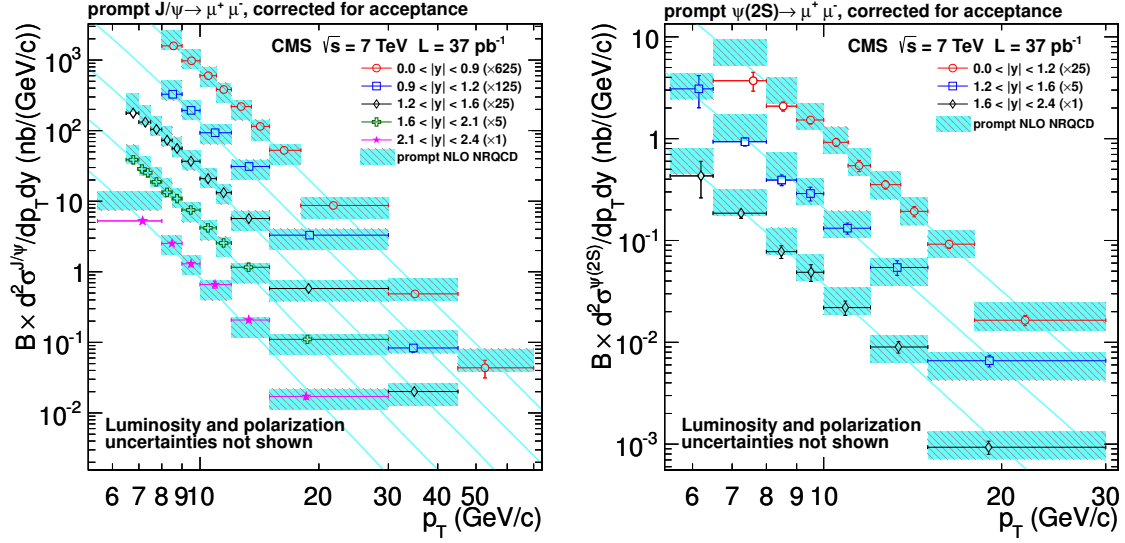 prompt J/ψ→ μ⁺ μ⁻, corrected for acceptance
CMS √s = 7 TeV L = 37 pb⁻¹
0.0 < |y| < 0.9 (×625)
0.9 < |y| < 1.2 (×125)
1.2 < |y| < 1.6 (×25)
1.6 < |y| < 2.1 (×5)
2.1 < |y| < 2.4 (×1)
prompt NLO NRQCD
B × d²σ^J/ψ/dp_T dy (nb/(GeV/c))
10³
10²
10
1
10⁻¹
10⁻²
Luminosity and polarization
uncertainties not shown
6 7 8 9 10 20 30 40 50
p_T (GeV/c)
prompt ψ(2S)→ μ⁺ μ⁻, corrected for acceptance
CMS √s = 7 TeV L = 37 pb⁻¹
0.0 < |y| < 1.2 (×25)
1.2 < |y| < 1.6 (×5)
1.6 < |y| < 2.4 (×1)
prompt NLO NRQCD
B × d²σ^ψ(2S)/dp_T dy (nb/(GeV/c))
10
1
10⁻¹
10⁻²
10⁻³
Luminosity and polarization
uncertainties not shown
6 7 8 9 10 20 30
p_T (GeV/c)